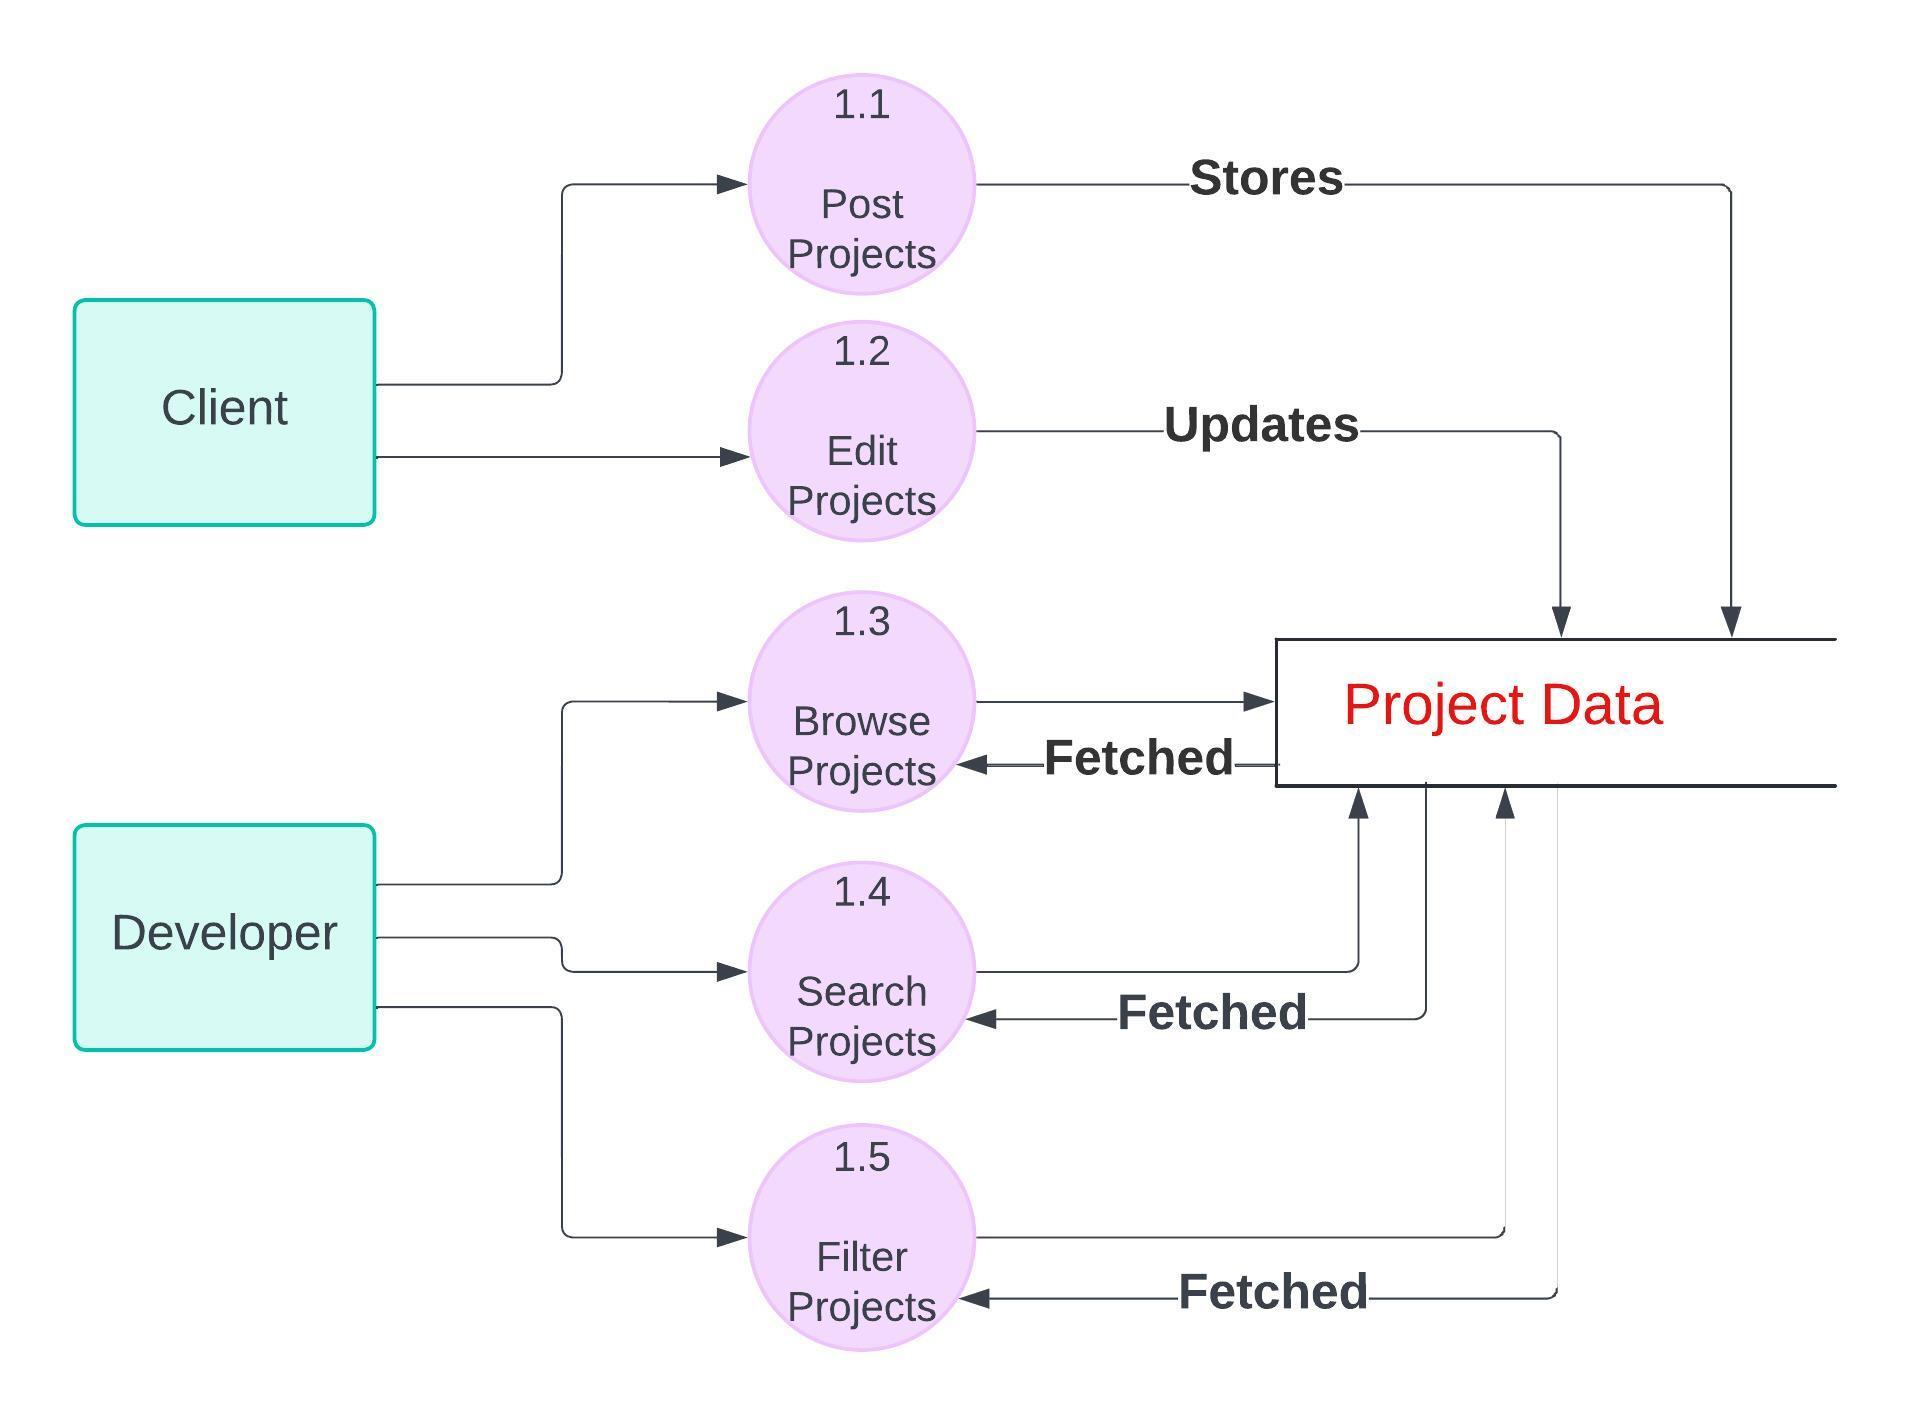 1.1
Post
Projects
Stores
1.2
Edit
Projects
Updates
Client
1.3
Browse
Projects
Fetched
Project Data
Developer
1.4
Search
Projects
Fetched
1.5
Filter
Projects
Fetched